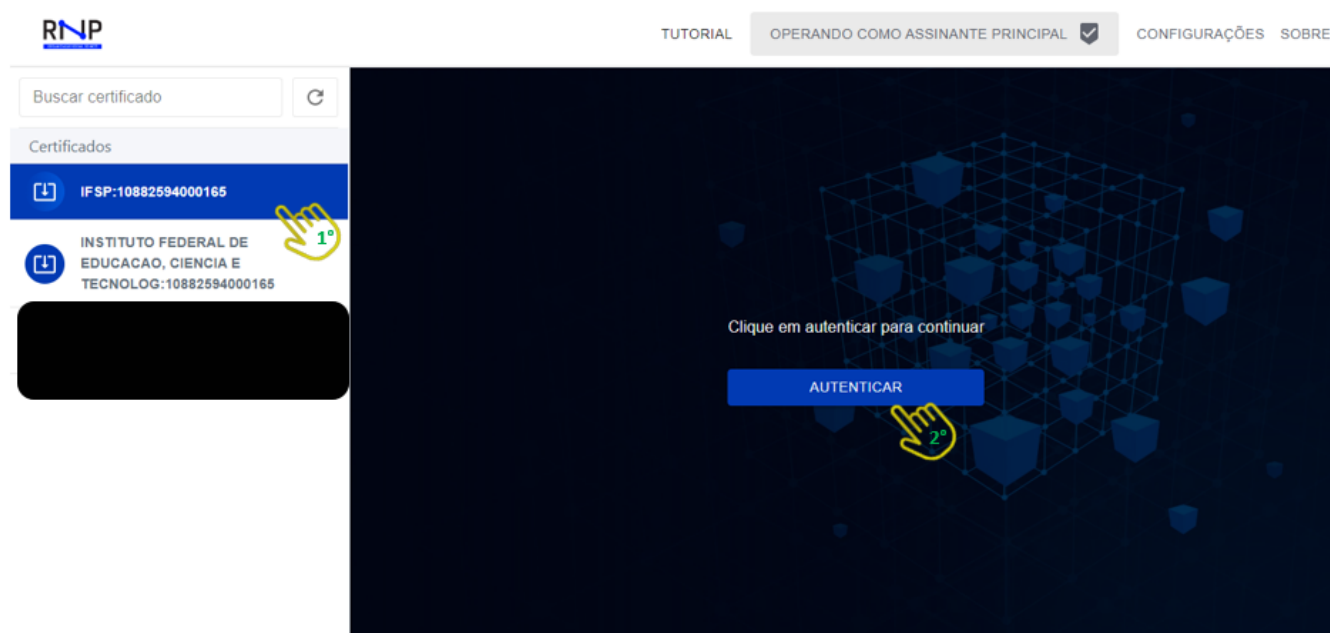 RNP
TUTORIAL
OPERANDO COMO ASSINANTE PRINCIPAL
CONFIGURAÇÕES
SOBRE
Buscar certificado
Certificados
IFSP:10882594000165
1°
INSTITUTO FEDERAL DE
EDUCACAO, CIENCIA E
TECNOLOG:10882594000165
Clique em autenticar para continuar
AUTENTICAR
2°